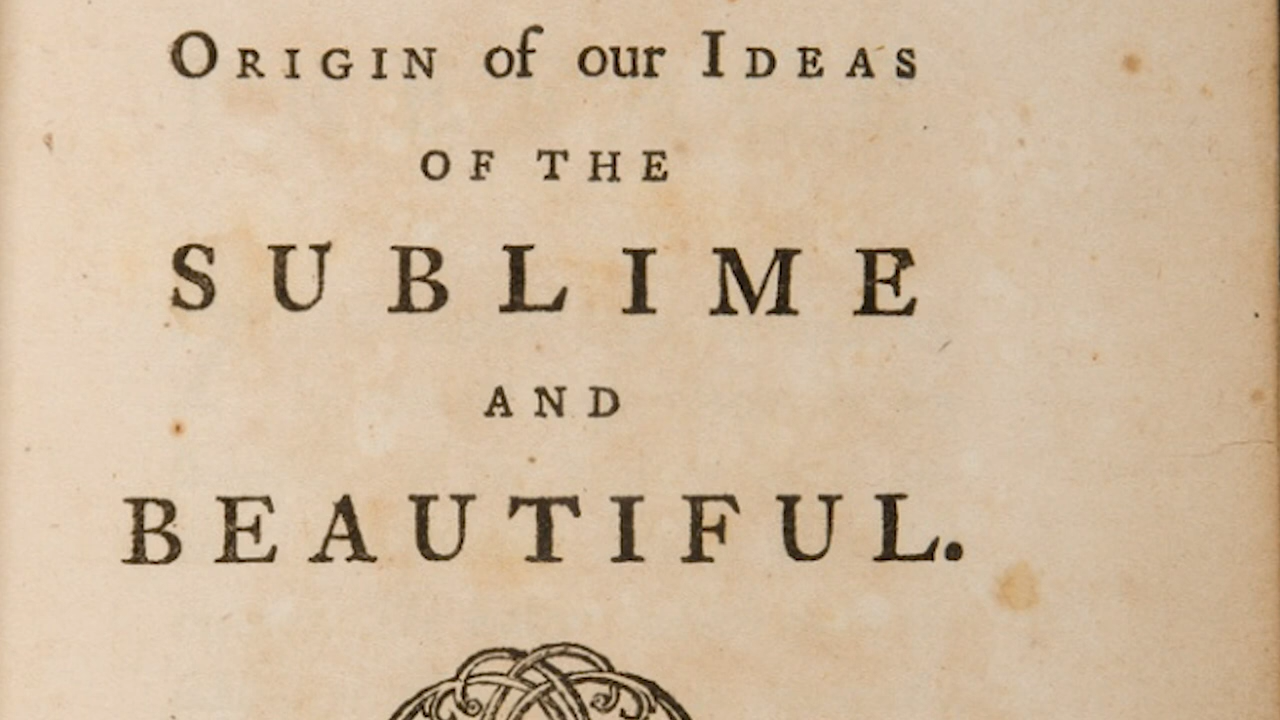 ORIGIN of our IDEAS
OF THE
SUBLIME
AND
BEAUTIFUL.